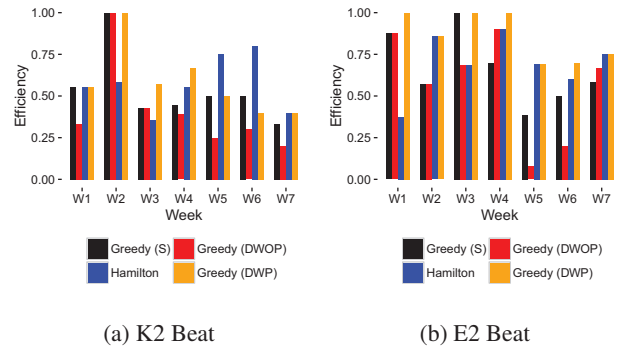 1.00
0.75
0.50
0.25
0.00
Efficiency
W1 W2 W3 W4 W5 W6 W7
Week
Greedy (S) Greedy (DWOP)
Hamilton Greedy (DWP)
(a) K2 Beat
1.00
0.75
0.50
0.25
0.00
Efficiency
W1 W2 W3 W4 W5 W6 W7
Week
Greedy (S) Greedy (DWOP)
Hamilton Greedy (DWP)
(b) E2 Beat